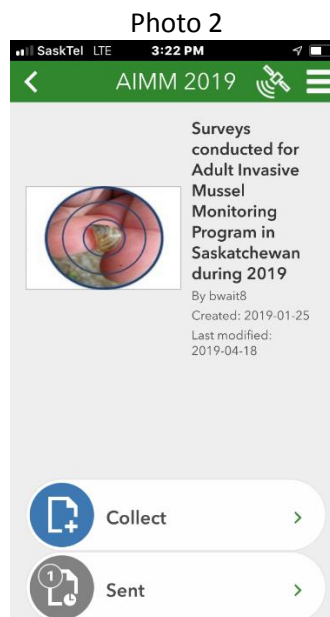 Photo 2
SaskTel LTE 3:22 PM
AIMM 2019
Surveys
conducted for
Adult Invasive
Mussel
Monitoring
Program in
Saskatchewan
during 2019
By bwait8
Created: 2019-01-25
Last modified:
2019-04-18
Collect
1
Sent